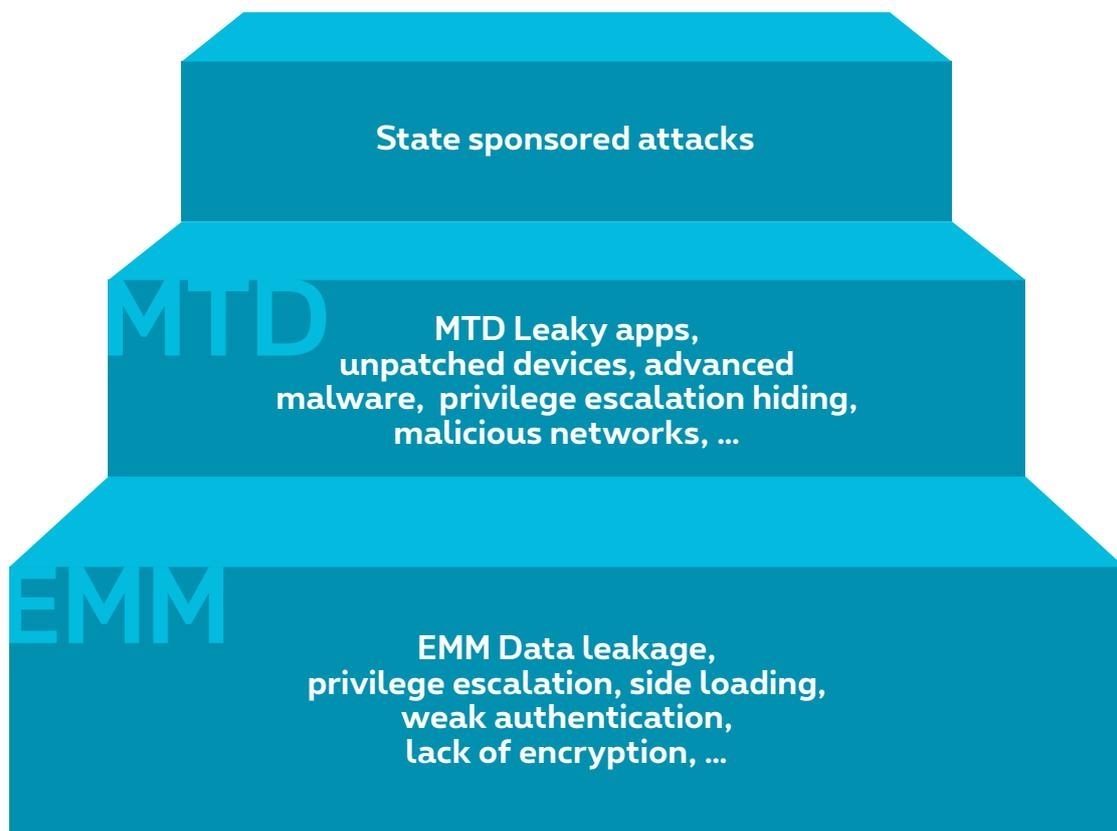 State sponsored attacks
MTD
MTD Leaky apps,
unpatched devices, advanced
malware,  privilege escalation hiding,
malicious networks, ...
EMM
EMM Data leakage,
privilege escalation, side loading,
weak authentication,
lack of encryption, ...